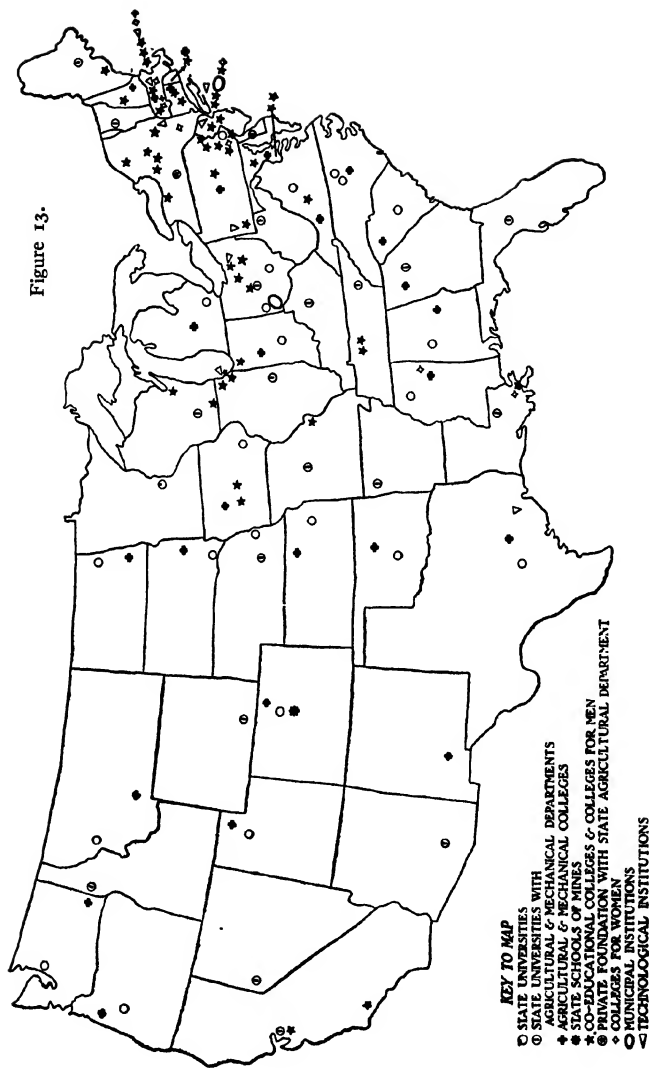 Figure 13.
KEY TO MAP
STATE UNIVERSITIES
STATE UNIVERSITIES WITH
AGRICULTURAL & MECHANICAL DEPARTMENTS
AGRICULTURAL & MECHANICAL COLLEGES
STATE SCHOOLS OF MINES
CO-EDUCATIONAL COLLEGES & COLLEGES FOR MEN
PRIVATE FOUNDATION WITH STATE AGRICULTURAL DEPARTMENT
COLLEGES FOR WOMEN
MUNICIPAL INSTITUTIONS
TECHNOLOGICAL INSTITUTIONS